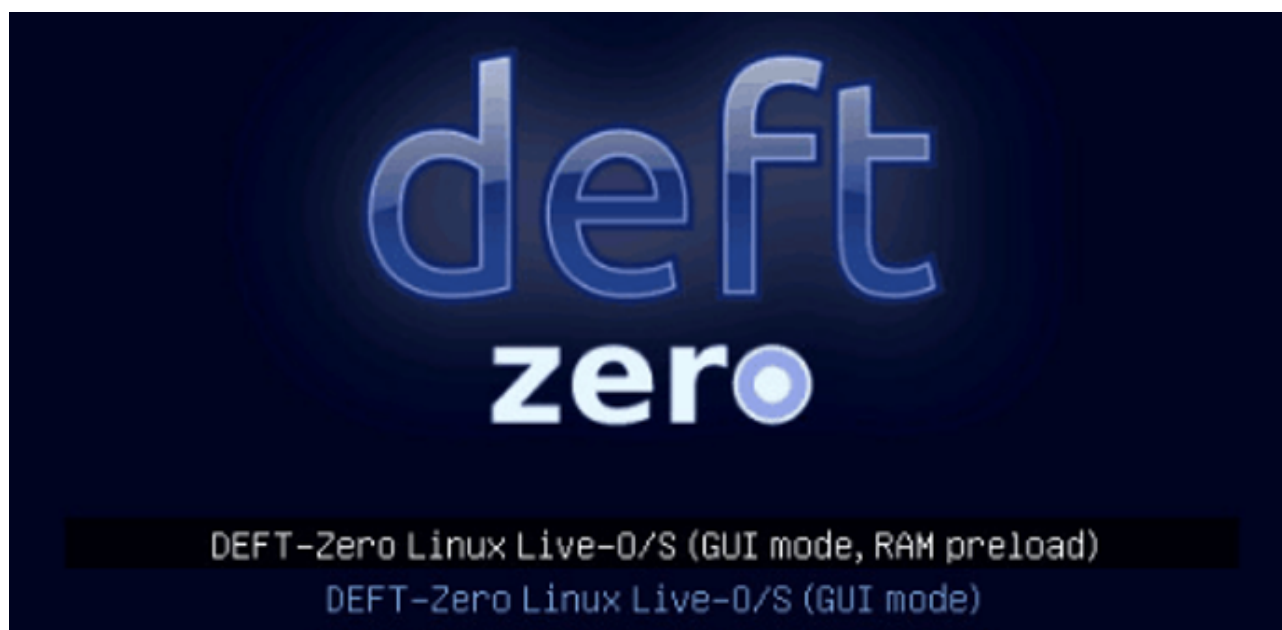 deft
zero
DEFT-Zero Linux Live-O/S (GUI mode, RAM preload)
DEFT-Zero Linux Live-O/S (GUI mode)